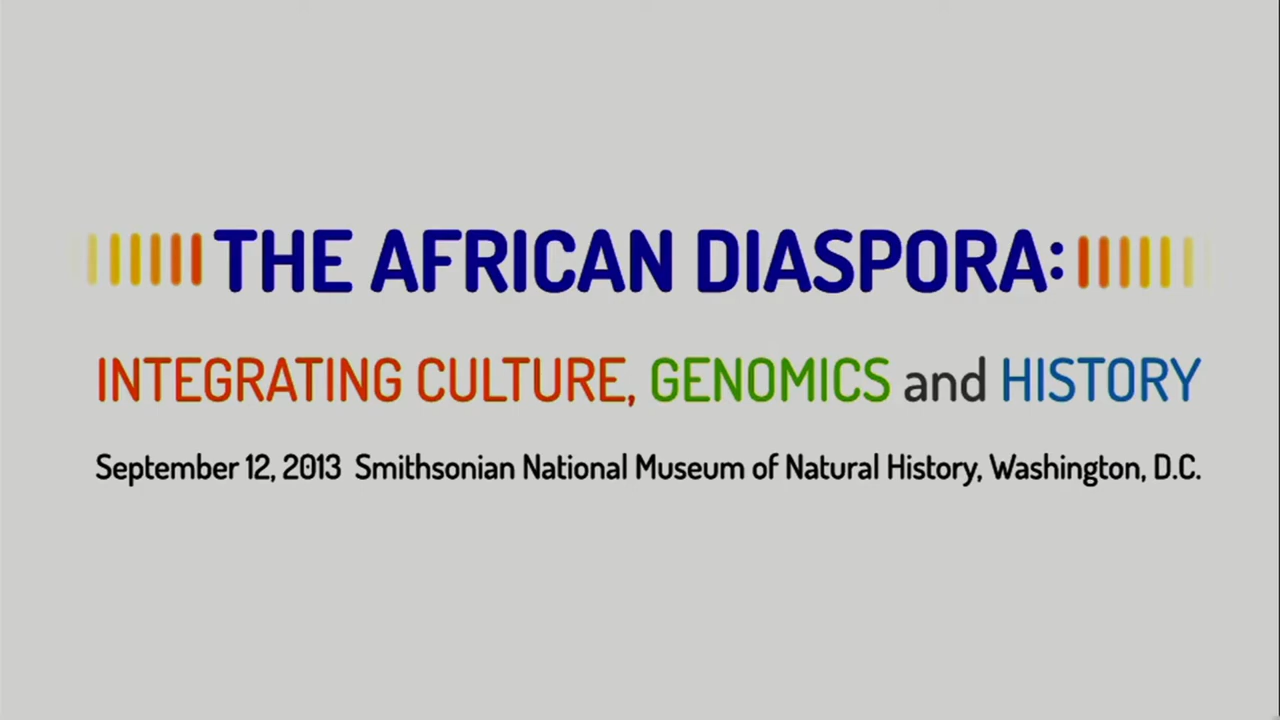 THE AFRICAN DIASPORA:
INTEGRATING CULTURE, GENOMICS and HISTORY
September 12, 2013 Smithsonian National Museum of Natural History, Washington, D.C.